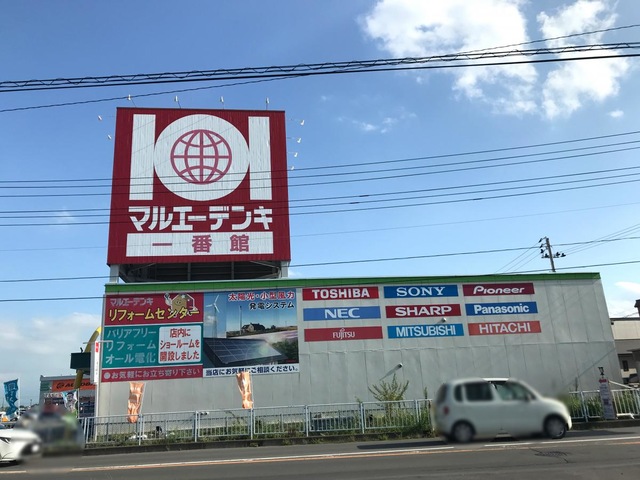 101
マルエーデンキ
一番館
マルエーデンキ
リフォームセンター
バリアフリー
リフォーム
オール電化
店内に
ショールームを
開設しました
お気軽にお立ち寄り下さい
太陽光・小型風力
発電システム
当店にお気軽にご相談ください
TOSHIBA
SONY
Pioneer
NEC
SHARP
Panasonic
FUJITSU
MITSUBISHI
HITACHI